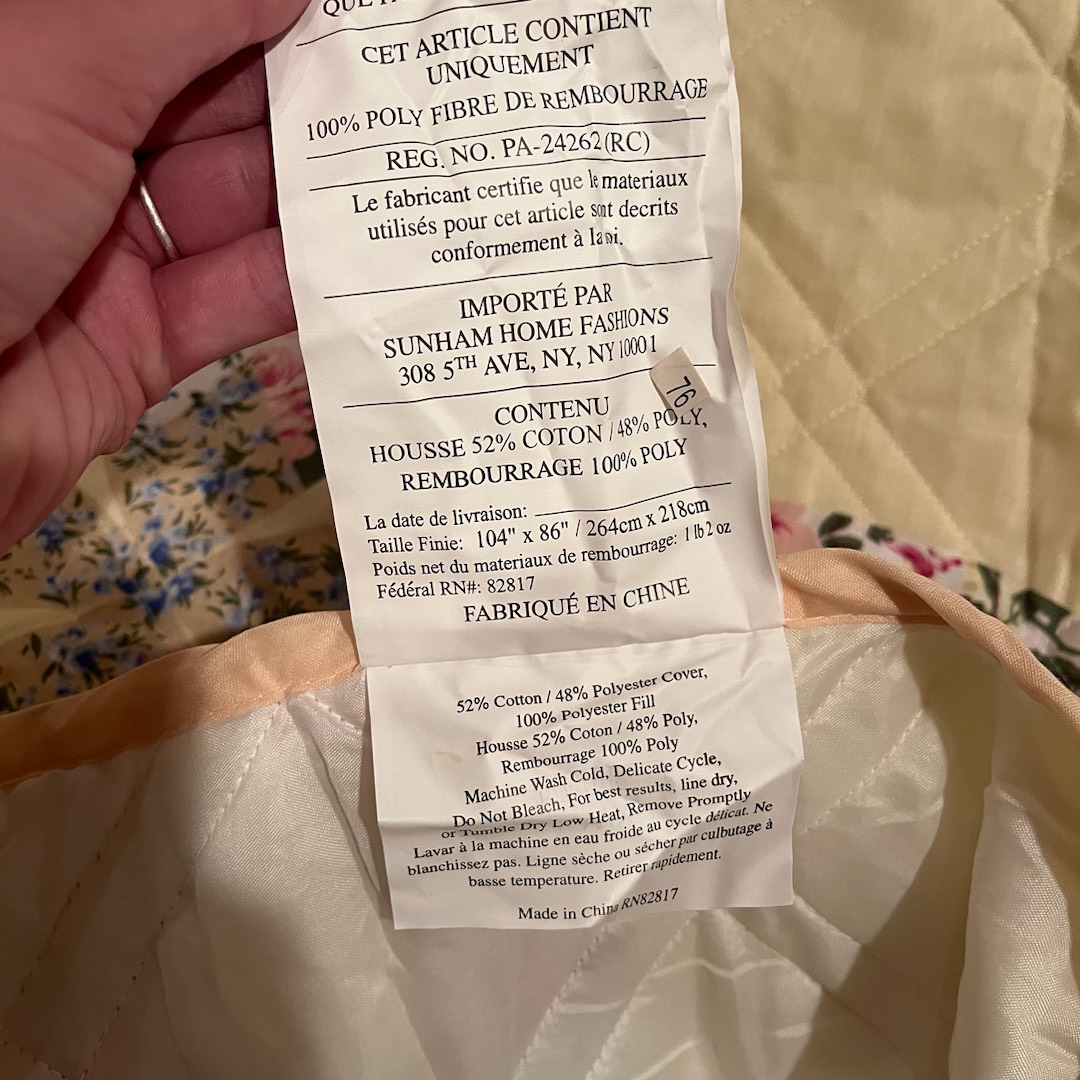 CET ARTICLE CONTIENT
UNIQUEMENT
100% POLY FIBRE DE REMBOURRAGE
REG. NO. PA-24262 (RC)
Le fabricant certifie que le materiaux
utilisés pour cet article sont decrits
conformement à la
IMPORTÉ PAR
SUNHAM HOME FASHIONS
308 5TH AVE, NY, NY 10001
76
CONTENU
HOUSSE 52% COTON / 48% POLY,
REMBOURRAGE 100% POLY
La date de livraison:
Taille Finie: 104" x 86" / 264cm x 218cm
Poids net du materiaux de rembourrage: 1 lb 2 oz
Fédéral RN#: 82817
FABRIQUÉ EN CHINE
52% Cotton / 48% Polyester Cover,
100% Polyester Fill
Housse 52% Coton / 48% Poly,
Rembourrage 100% Poly
Machine Wash Cold, Delicate Cycle,
Do Not Bleach, For best results, line dry,
or Tumble Dry Low Heat, Remove Promptly
Lavar à la machine en eau froide au cycle délicat. Ne
blanchissez pas. Ligne sèche ou sécher par culbutage à
basse temperature. Retirer rapidement.
Made in China RN82817